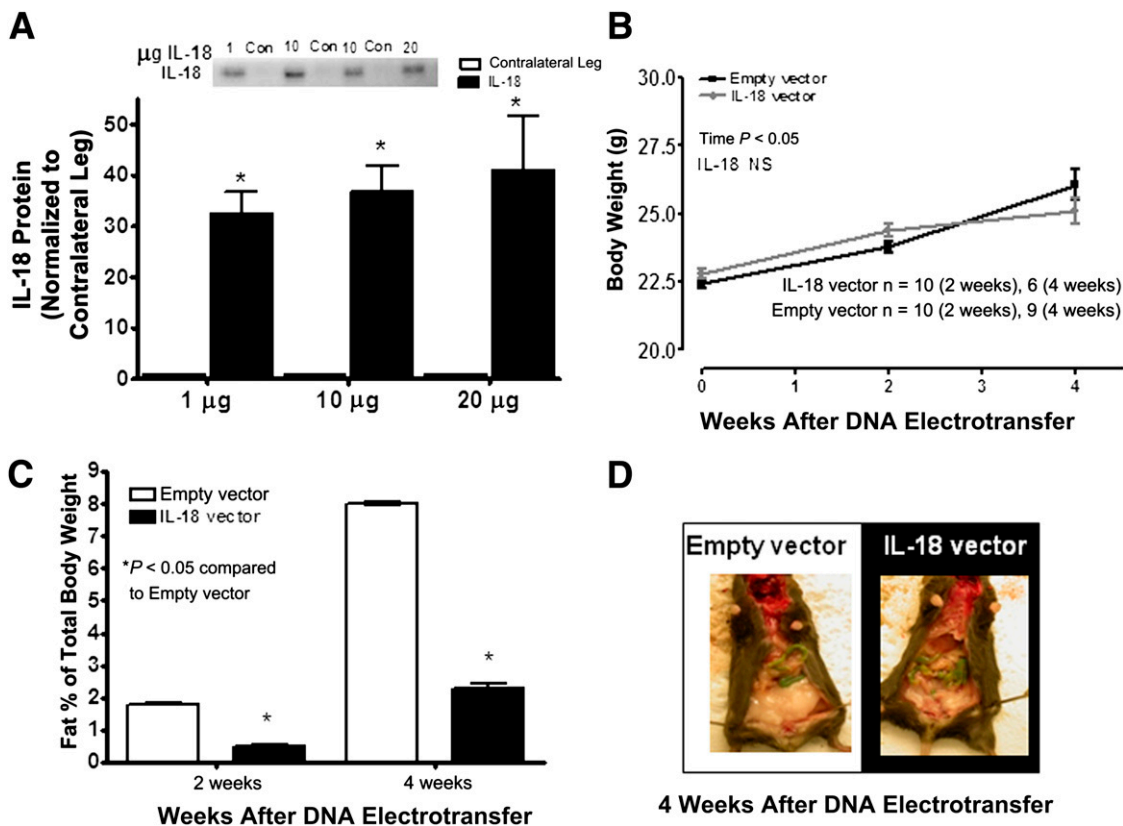 A
μg IL-18 1 Con 10 Con 10 Con 20
IL-18
Contralateral Leg
IL-18
IL-18 Protein
(Normalized to
Contralateral Leg)
50
40
30
20
10
0
* * *
1 μg 10 μg 20 μg
B
Body Weight (g)
30.0
27.5
25.0
22.5
20.0
Empty vector
IL-18 vector
Time P < 0.05
IL-18 NS
IL-18 vector n = 10 (2 weeks), 6 (4 weeks)
Empty vector n = 10 (2 weeks), 9 (4 weeks)
0 1 2 3 4
Weeks After DNA Electrotransfer
C
Fat % of Total Body Weight
9
8
7
6
5
4
3
2
1
0
Empty vector
IL-18 vector
*P < 0.05 compared
to Empty vector
* *
2 weeks 4 weeks
Weeks After DNA Electrotransfer
D
Empty vector IL-18 vector
4 Weeks After DNA Electrotransfer